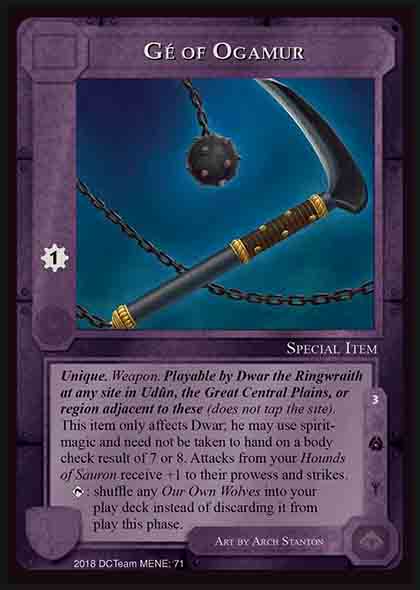 Gé of Ogamur
1
Special Item
Unique. Weapon. Playable by Dwar the Ringwraith
at any site in Udûn, the Great Central Plains, or
region adjacent to these (does not tap the site).
This item only affects Dwar; he may use spirit-
magic and need not be taken to hand on a body
check result of 7 or 8. Attacks from your Hounds
of Sauron receive +1 to their prowess and strikes.
: shuffle any Our Own Wolves into your
play deck instead of discarding it from
play this phase.
3
Art by Arch Stanton
2018 DCTeam MENE: 71